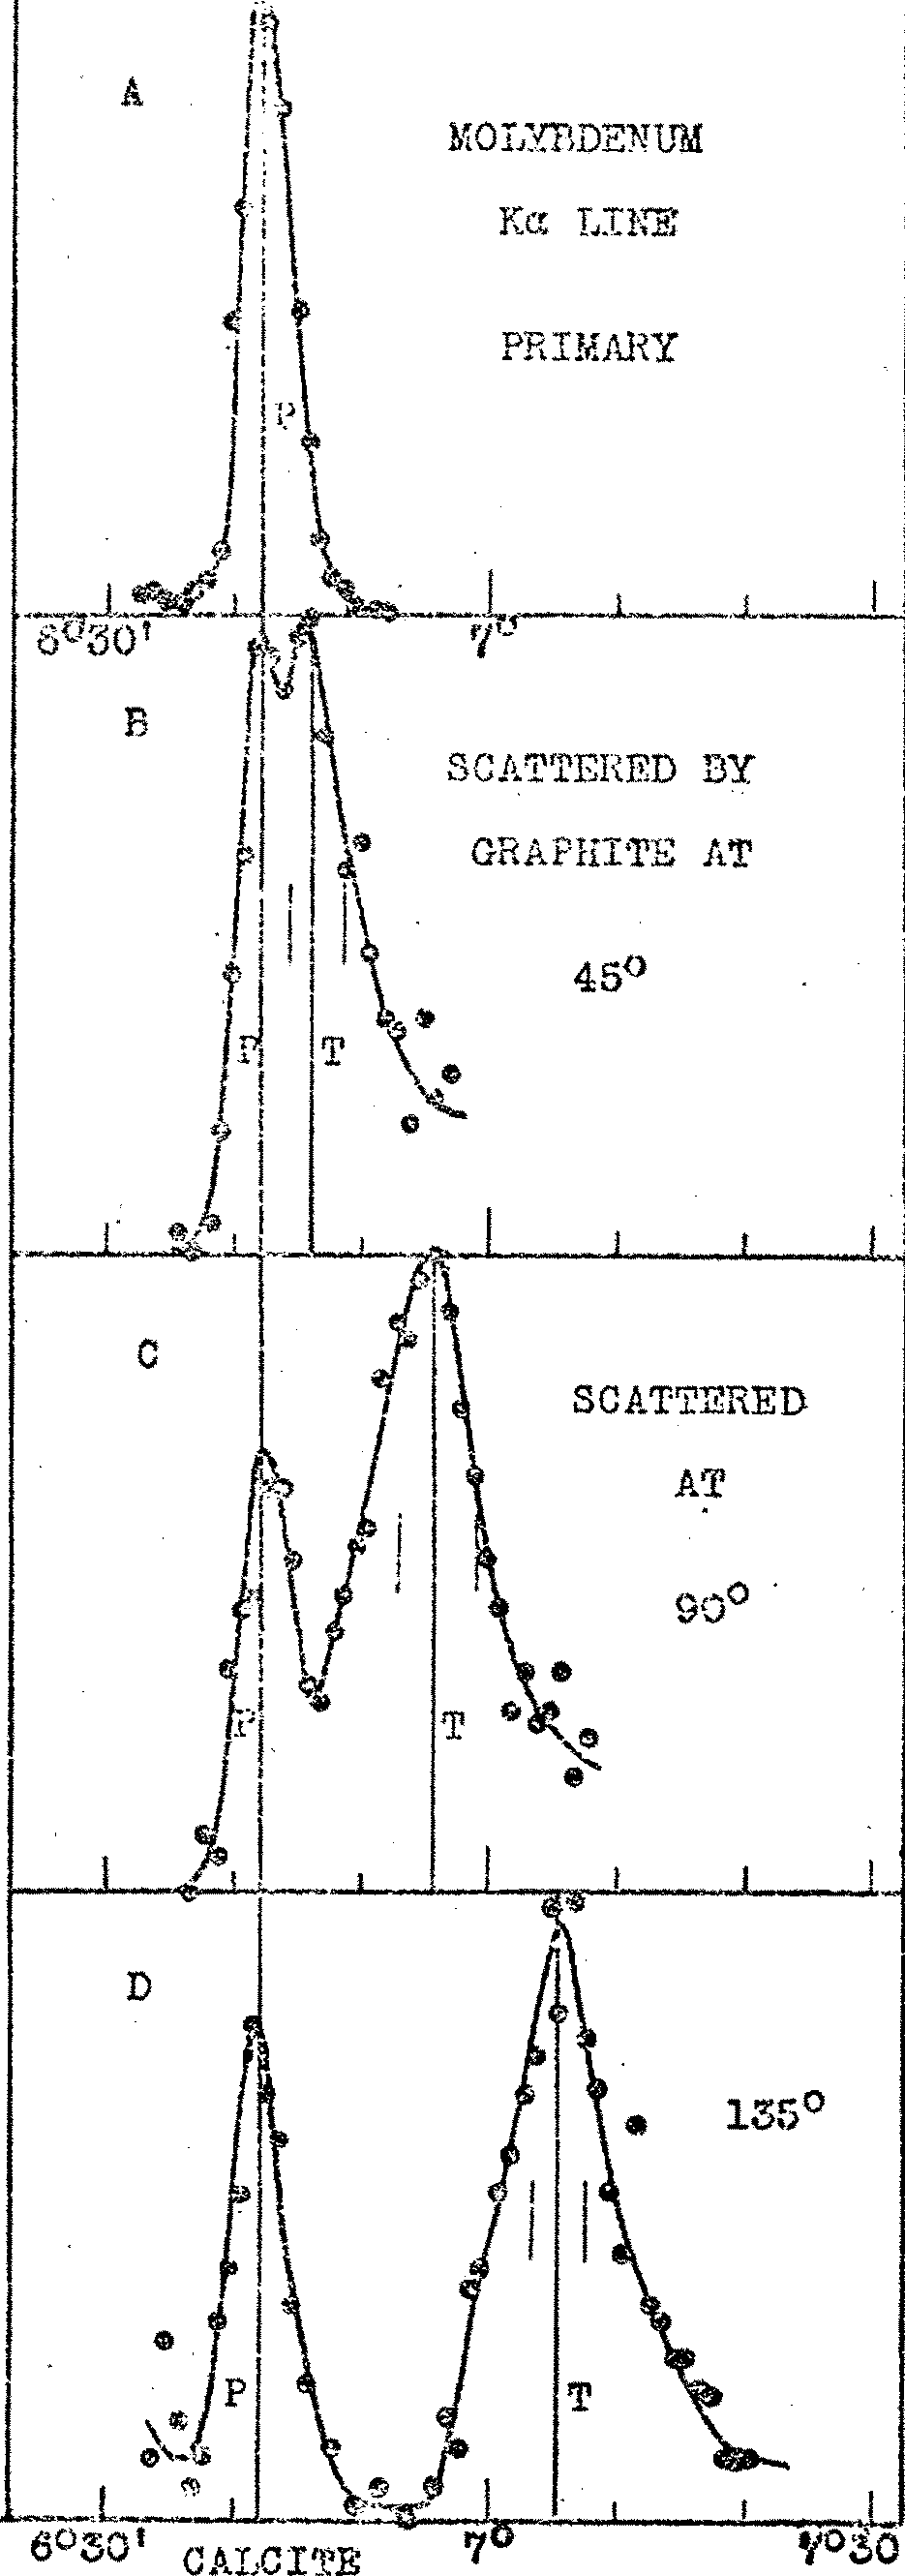 A
MOLYBDENUM
Kα LINE
PRIMARY
P
6°30' 7°
B
SCATTERED BY
GRAPHITE AT
45°
P T
C
SCATTERED
AT
90°
P T
D
135°
P T
6°30' 7° 7°30
CALCITE